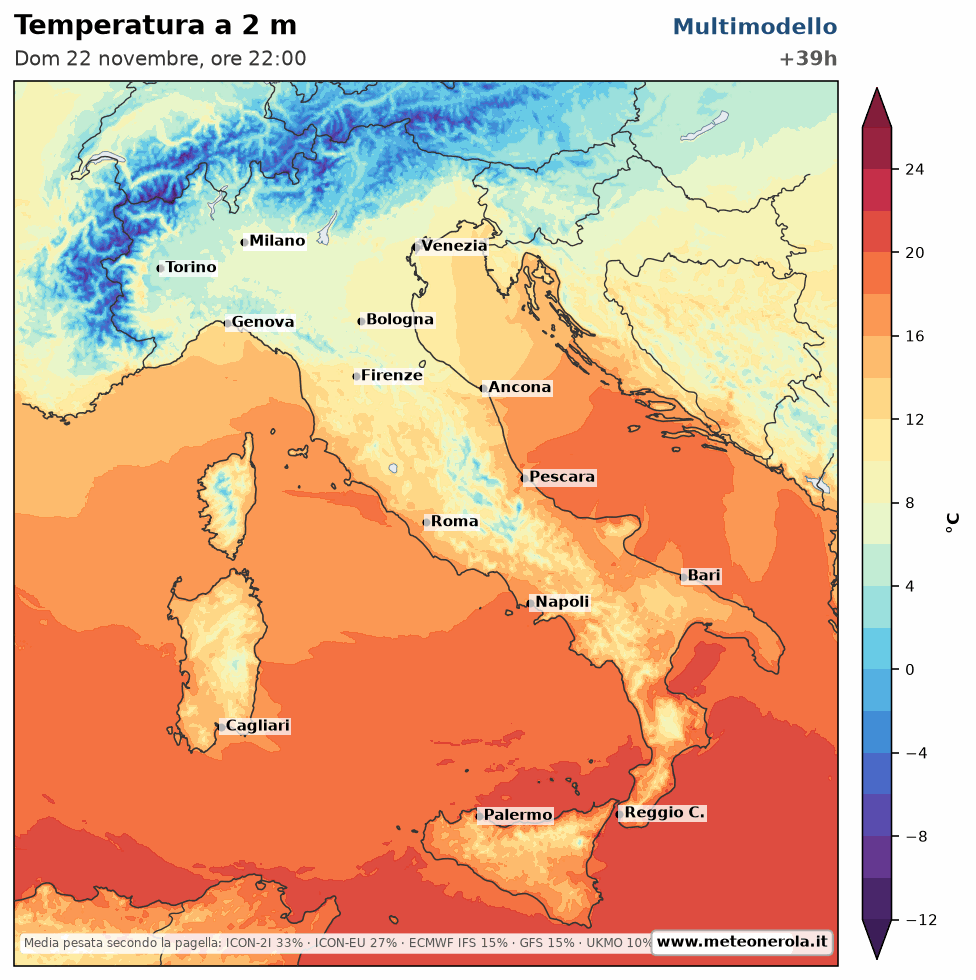 Temperatura a 2 m
Multimodello
Dom 22 novembre, ore 22:00
+39h
24
20
16
12
8
4
0
−4
−8
−12
°C
Milano
Venezia
Torino
Genova
Bologna
Firenze
Ancona
Pescara
Roma
Bari
Napoli
Cagliari
Palermo
Reggio C.
Media pesata secondo la pagella: ICON-2I 33% · ICON-EU 27% · ECMWF IFS 15% · GFS 15% · UKMO 10%
www.meteonerola.it